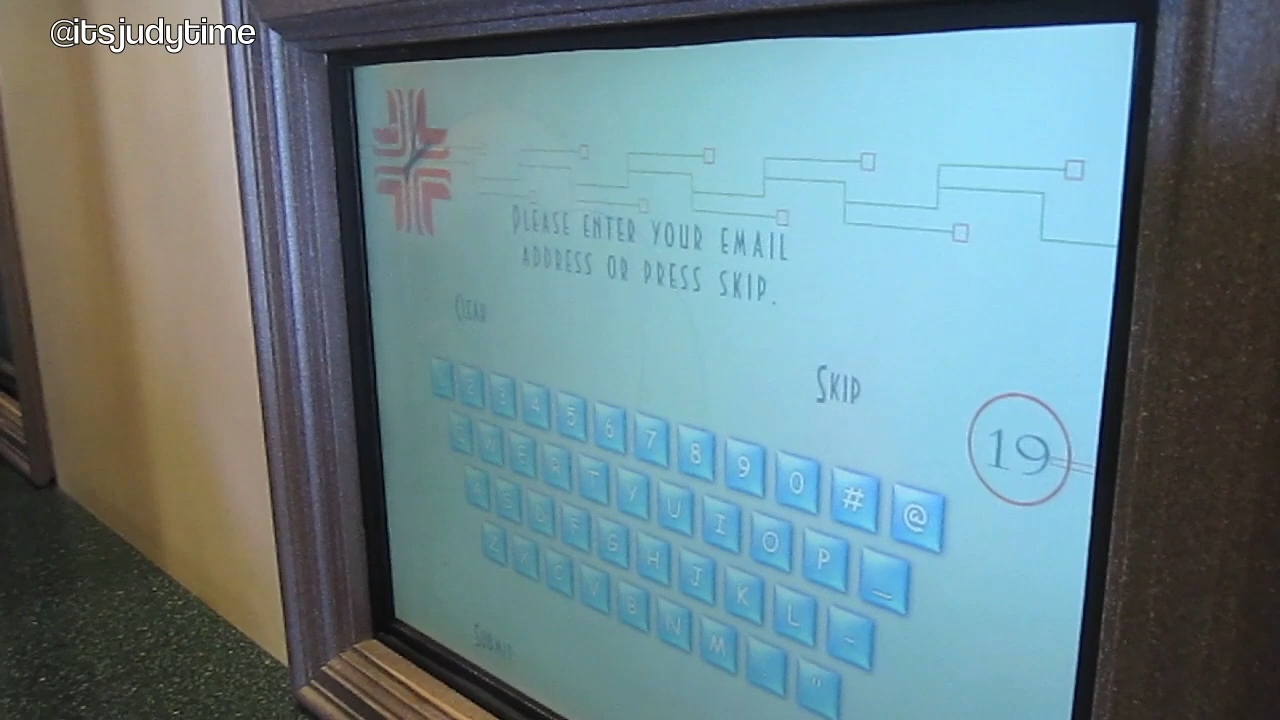 @itsjudytime
PLEASE ENTER YOUR EMAIL
ADDRESS OR PRESS SKIP.
CLEAR
SKIP
19
1 2 3 4 5 6 7 8 9 0 # @
Q W E R T Y U I O P _
A S D F G H J K L -
Z X C V B N M . "
SUBMIT